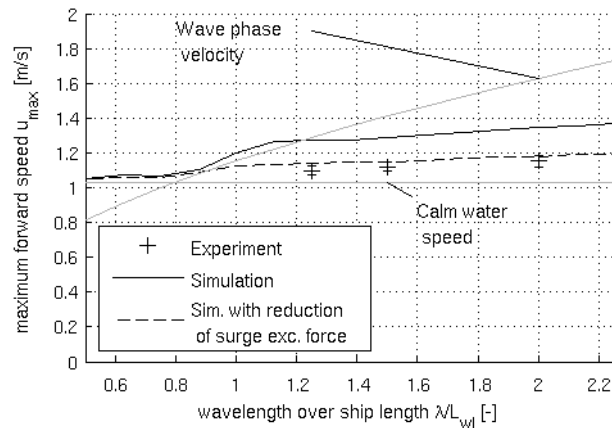 2
1.8
1.6
1.4
1.2
1
0.8
0.6
0.4
0.2
0
maximum forward speed u_max [m/s]
Wave phase
velocity
Calm water
speed
Experiment
Simulation
Sim. with reduction
of surge exc. force
0.6 0.8 1 1.2 1.4 1.6 1.8 2 2.2
wavelength over ship length λ/L_wl [-]